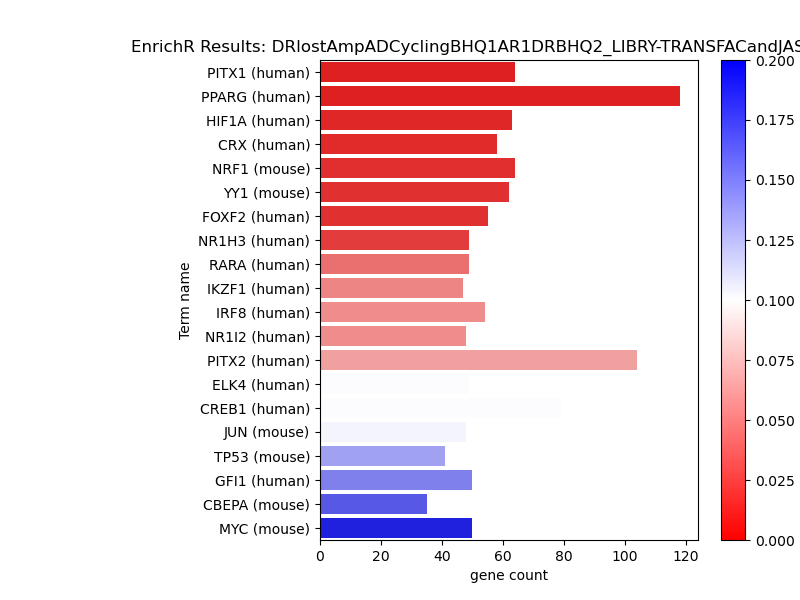 EnrichR Results: DRlostAmpADCyclingBHQ1AR1DRBHQ2_LIBRY-TRANSFACandJAS
PITX1 (human)
PPARG (human)
HIF1A (human)
CRX (human)
NRF1 (mouse)
YY1 (mouse)
FOXF2 (human)
NR1H3 (human)
RARA (human)
IKZF1 (human)
IRF8 (human)
NR1I2 (human)
PITX2 (human)
ELK4 (human)
CREB1 (human)
JUN (mouse)
TP53 (mouse)
GFI1 (human)
CBEPA (mouse)
MYC (mouse)
Term name
0 20 40 60 80 100 120
gene count
0.200
0.175
0.150
0.125
0.100
0.075
0.050
0.025
0.000